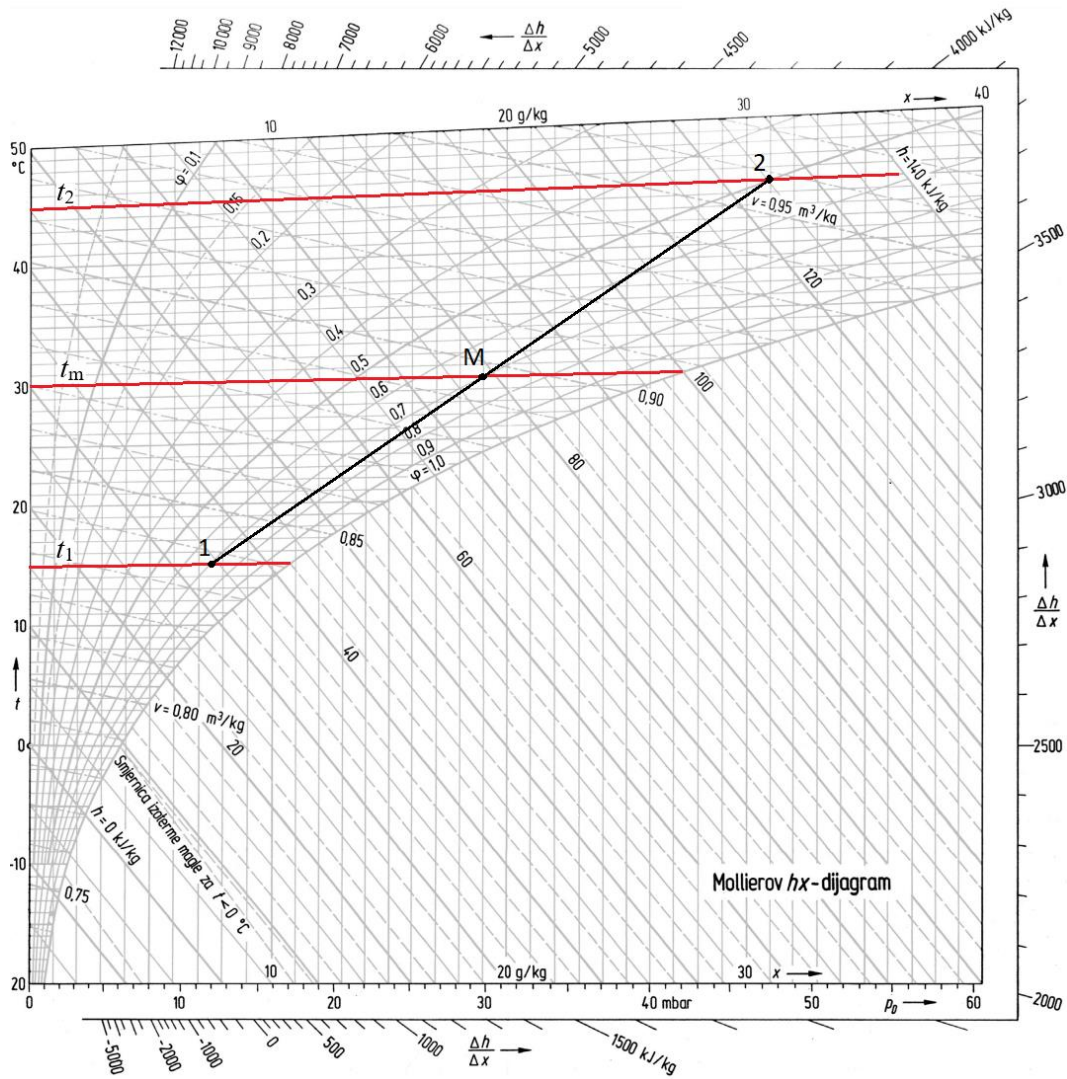 12000
10000
9000
8000
7000
6000
Δh
Δx
5000
4500
4000 kJ/kg
x
40
10
20 g/kg
30
50
°C
φ=0,1
h=140 kJ/kg
t2
2
0,15
v=0,95 m³/kg
0,2
3500
40
0,3
120
0,4
M
0,5
tm
0,6
100
30
0,7
0,90
0,8
0,9
80
φ=1,0
20
3000
1
0,85
t1
60
Δh
Δx
10
40
t
v=0,80 m³/kg
0
20
2500
Smjernica izoterme magle za t<0 °C
h=0 kJ/kg
-10
0,75
Mollierov hx-dijagram
10
20 g/kg
30
x
20
0
10
20
30
40 mbar
50
pD
60
2000
-5000
-2000
-1000
0
500
1000
Δh
Δx
1500 kJ/kg